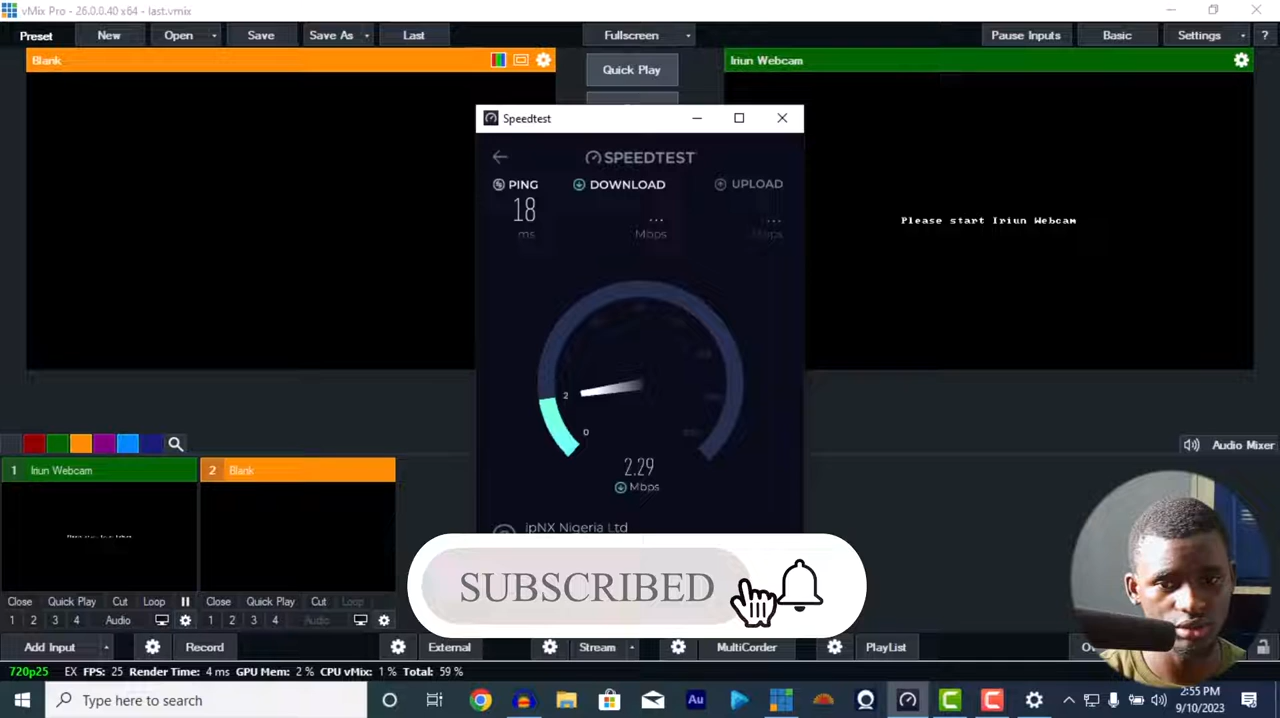 vMix Pro - 26.0.0.40 x64 - last.vmix
Preset New Open Save Save As Last Fullscreen Pause Inputs Basic Settings ?
Blank
Quick Play
Iriun Webcam
Speedtest
SPEEDTEST
PING DOWNLOAD UPLOAD
18 ... ...
ms Mbps Mbps
Please start Iriun Webcam
2
0
2.29
Mbps
ipNX Nigeria Ltd
Audio Mixer
1 Iriun Webcam
2 Blank
SUBSCRIBED
Close Quick Play Cut Loop Close Quick Play Cut Loop
1 2 3 4 Audio 1 2 3 4 Audio
Add Input Record External Stream MultiCorder PlayList
720p25 EX FPS: 25 Render Time: 4 ms GPU Mem: 2 % CPU vMix: 1 % Total: 59 %
Type here to search
Au
2:55 PM
9/10/2023